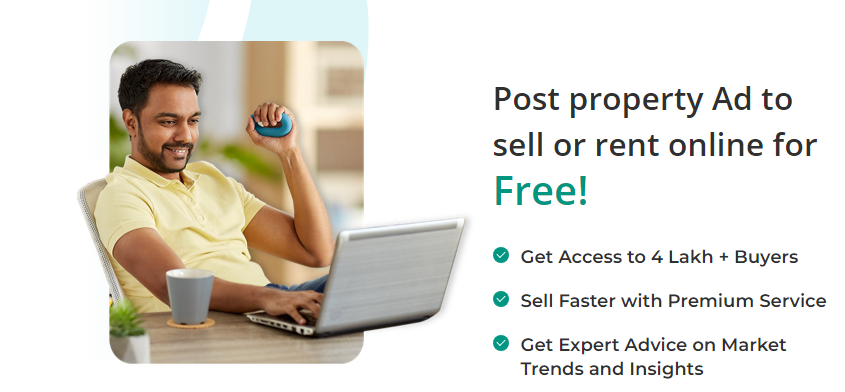 Post property Ad to
sell or rent online for
Free!
Get Access to 4 Lakh + Buyers
Sell Faster with Premium Service
Get Expert Advice on Market
Trends and Insights